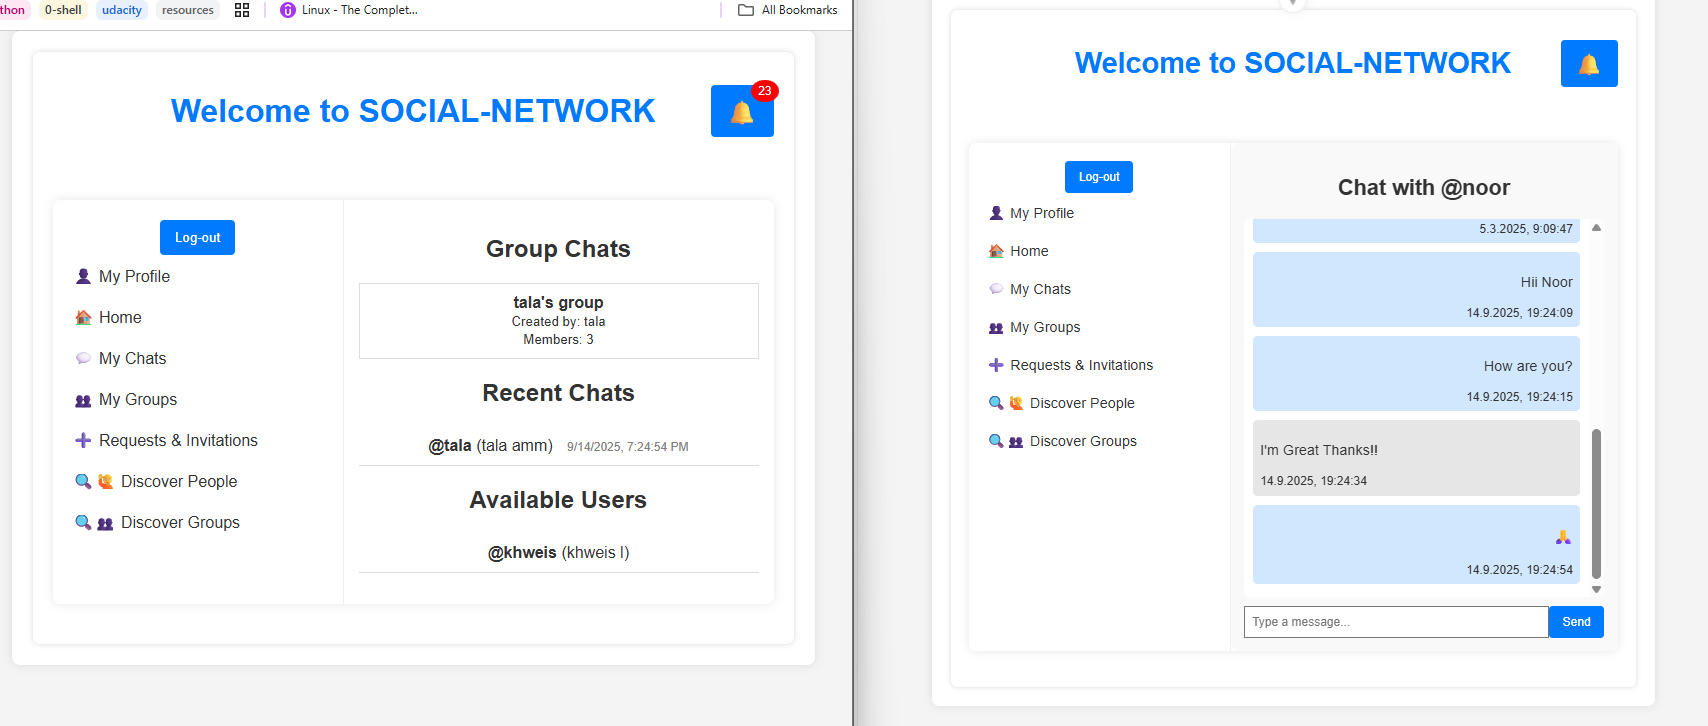 thon 0-shell udacity resources Linux - The Complet... All Bookmarks
Welcome to SOCIAL-NETWORK
23
Log-out
My Profile
Home
My Chats
My Groups
Requests & Invitations
Discover People
Discover Groups
Group Chats
tala's group
Created by: tala
Members: 3
Recent Chats
@tala (tala amm) 9/14/2025, 7:24:54 PM
Available Users
@khweis (khweis l)
Welcome to SOCIAL-NETWORK
Log-out
My Profile
Home
My Chats
My Groups
Requests & Invitations
Discover People
Discover Groups
Chat with @noor
5.3.2025, 9:09:47
Hii Noor
14.9.2025, 19:24:09
How are you?
14.9.2025, 19:24:15
I'm Great Thanks!!
14.9.2025, 19:24:34
14.9.2025, 19:24:54
Type a message...
Send